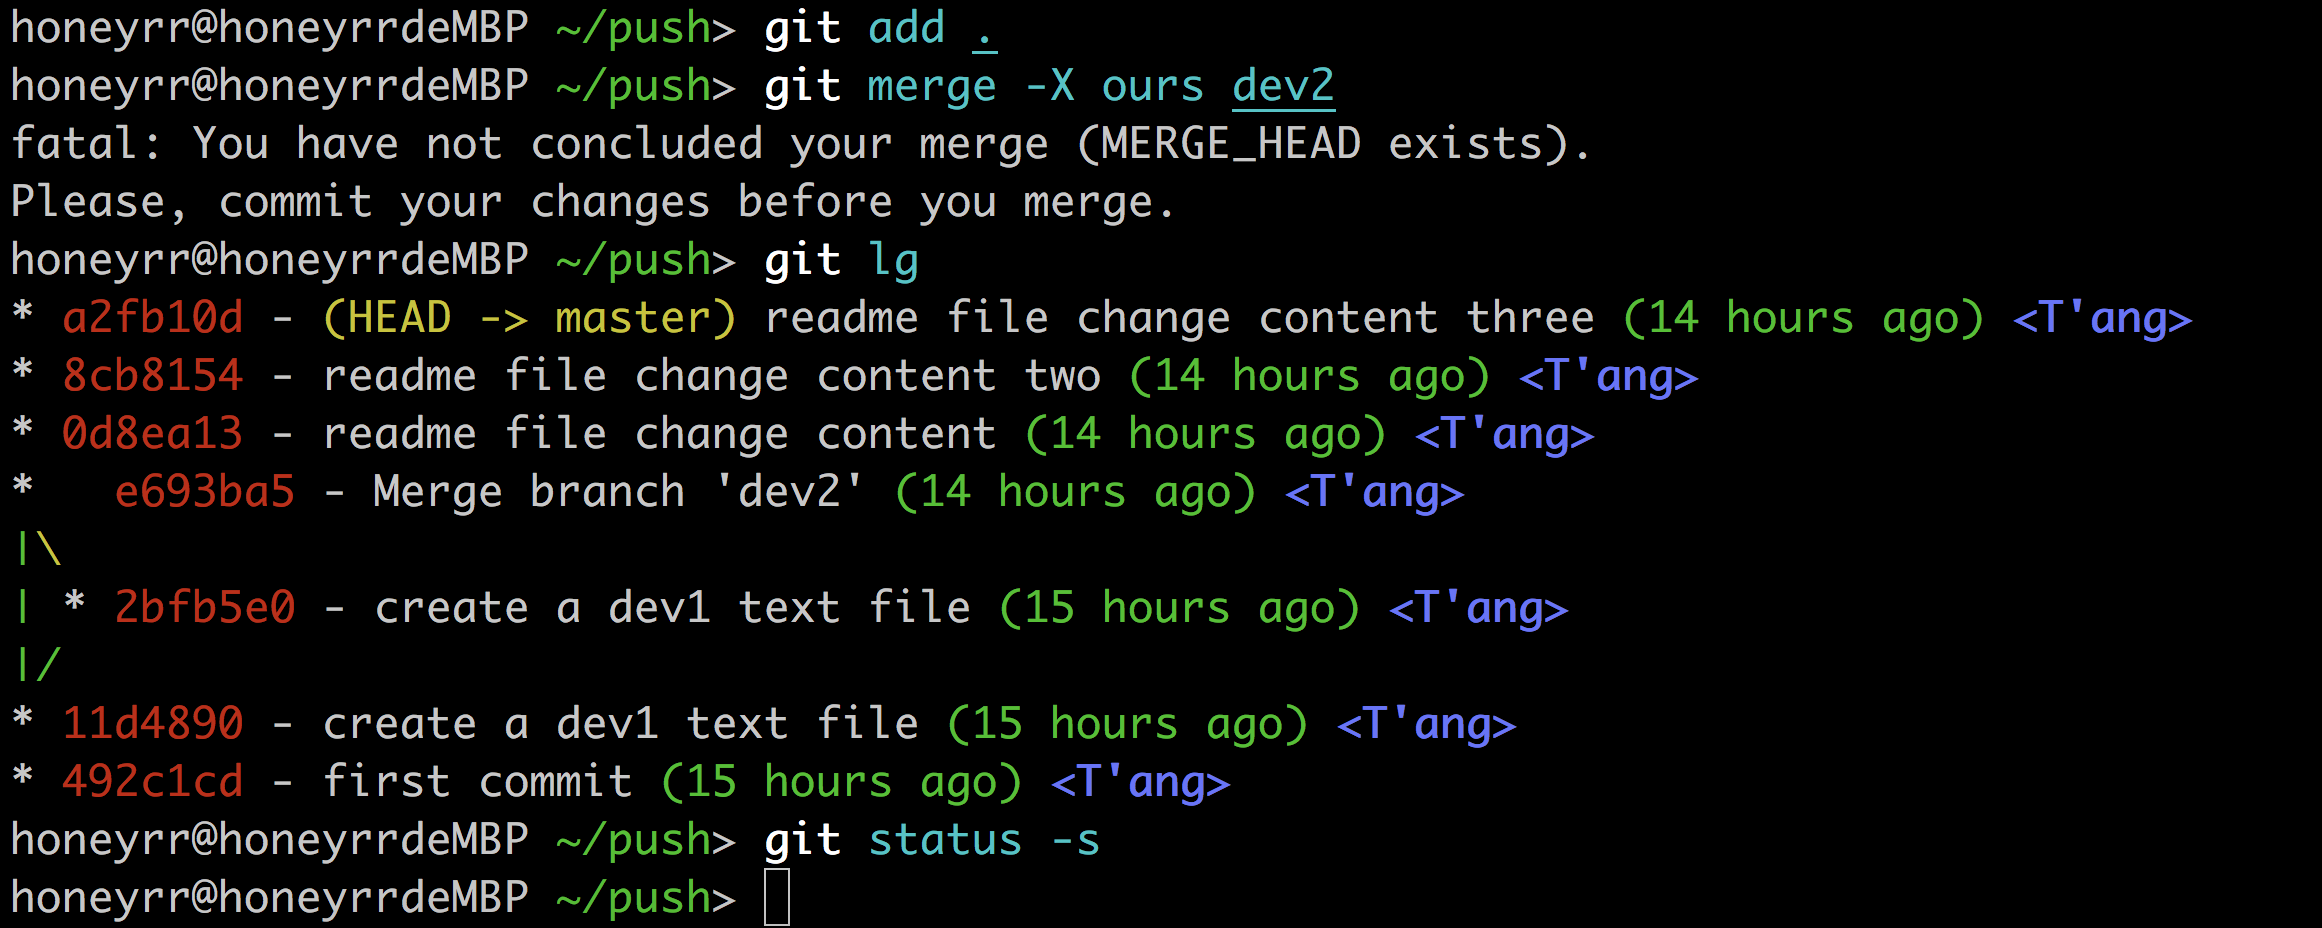 honeyrr@honeyrrdeMBP ~/push> git add .
honeyrr@honeyrrdeMBP ~/push> git merge -X ours dev2
fatal: You have not concluded your merge (MERGE_HEAD exists).
Please, commit your changes before you merge.
honeyrr@honeyrrdeMBP ~/push> git lg
* a2fb10d - (HEAD -> master) readme file change content three (14 hours ago) <T'ang>
* 8cb8154 - readme file change content two (14 hours ago) <T'ang>
* 0d8ea13 - readme file change content (14 hours ago) <T'ang>
*   e693ba5 - Merge branch 'dev2' (14 hours ago) <T'ang>
|\
| * 2bfb5e0 - create a dev1 text file (15 hours ago) <T'ang>
|/
* 11d4890 - create a dev1 text file (15 hours ago) <T'ang>
* 492c1cd - first commit (15 hours ago) <T'ang>
honeyrr@honeyrrdeMBP ~/push> git status -s
honeyrr@honeyrrdeMBP ~/push>